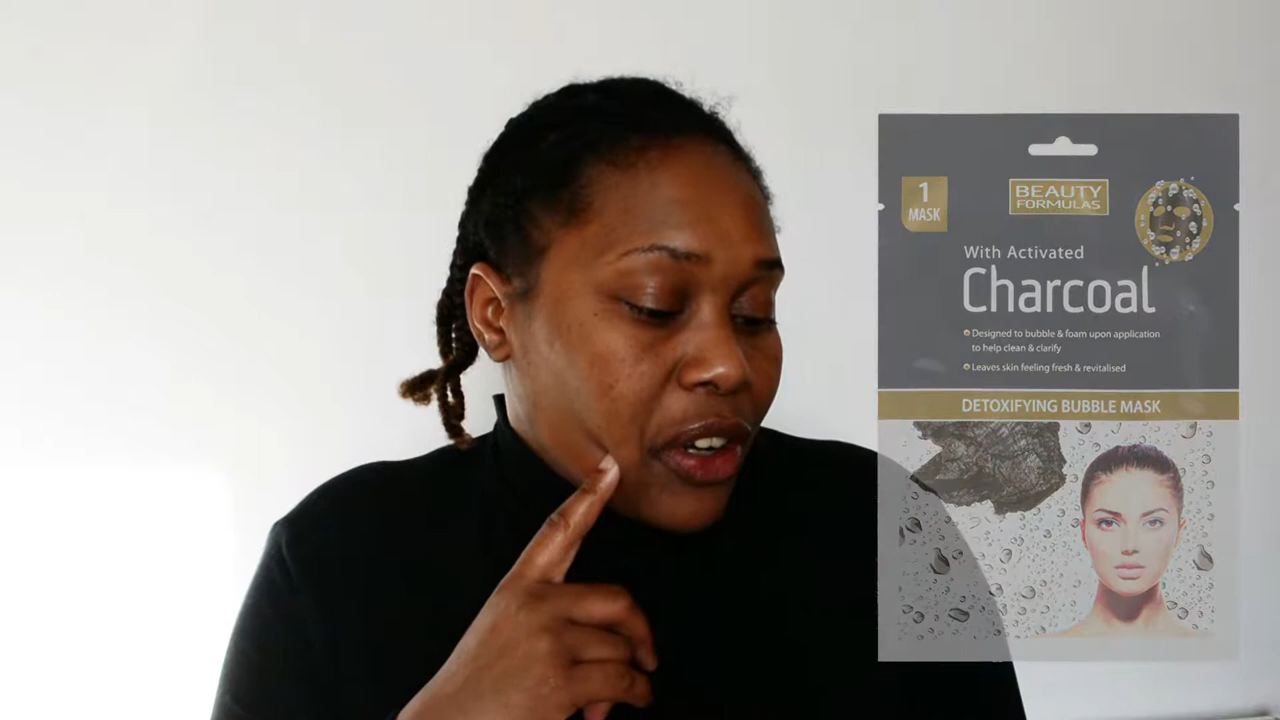 1
MASK
BEAUTY
FORMULAS
With Activated
Charcoal
Designed to bubble & foam upon application
to help clean & clarify
Leaves skin feeling fresh & revitalised
DETOXIFYING BUBBLE MASK